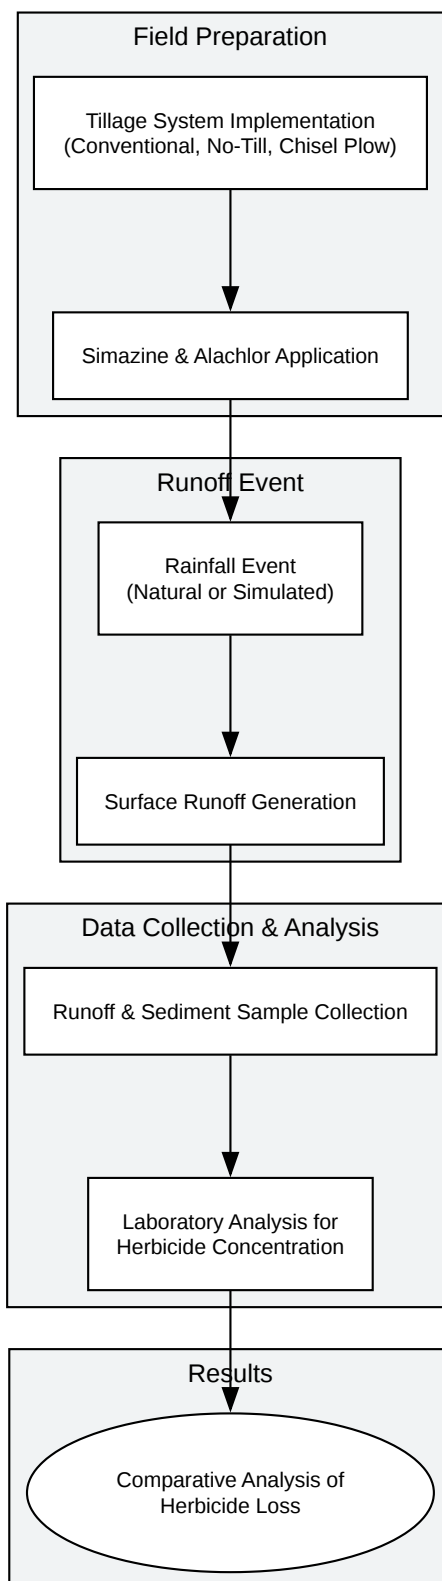 Field Preparation
Tillage System Implementation
(Conventional, No-Till, Chisel Plow)
Simazine & Alachlor Application
Runoff Event
Rainfall Event
(Natural or Simulated)
Surface Runoff Generation
Data Collection & Analysis
Runoff & Sediment Sample Collection
Laboratory Analysis for
Herbicide Concentration
Results
Comparative Analysis of
Herbicide Loss